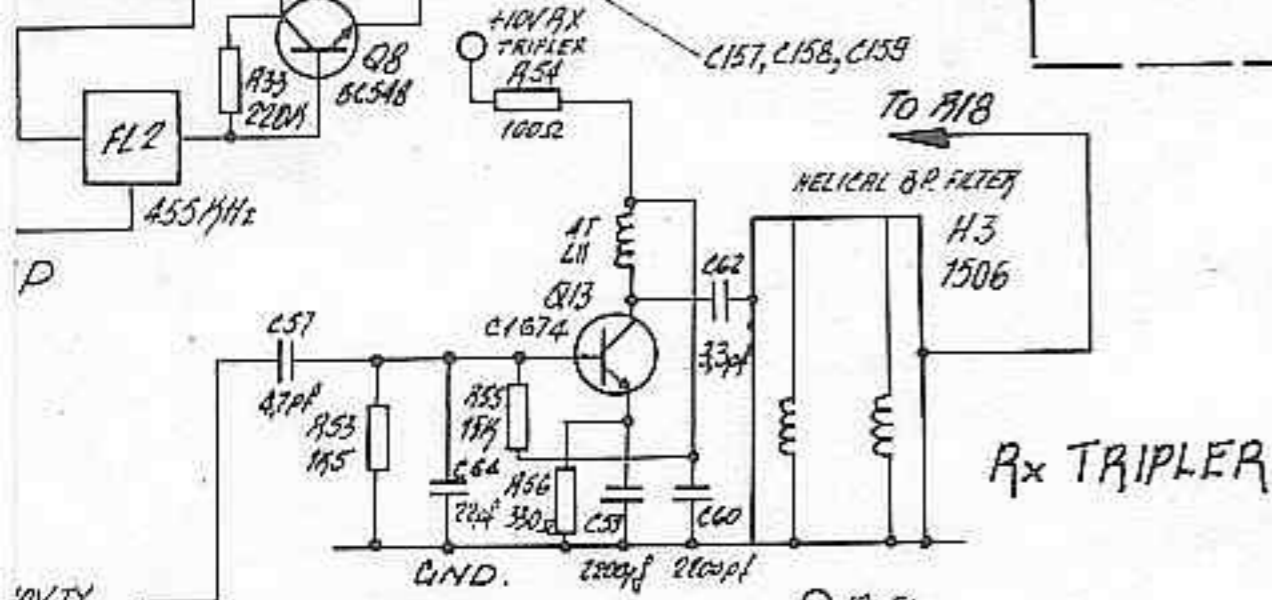 +10V RX
TRIPLER
R54
100Ω
C157, C158, C159
Q8
BC548
R33
220K
FL2
455KHz
P
TO R18
HELICAL B.P. FILTER
H3
1506
4T
L11
Q13
C1674
C62
3,3pf
C57
4,7pf
R53
1K5
R55
15K
C64
22pf
R56
330Ω
C59
2200pf
C60
2200pf
GND.
Rx TRIPLER